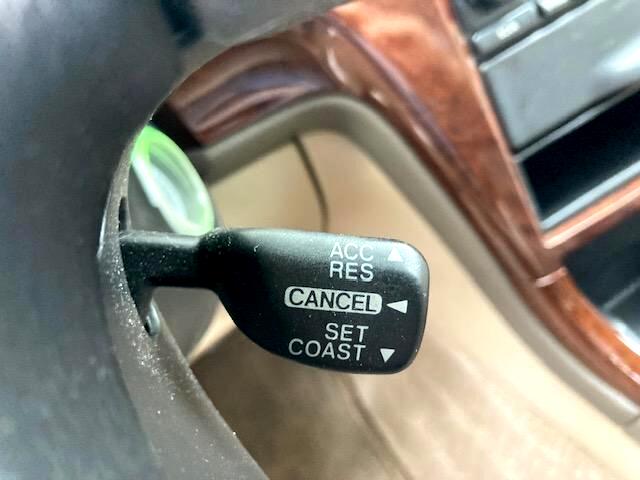 ACC ▲
RES
CANCEL ◄
SET
COAST ▼